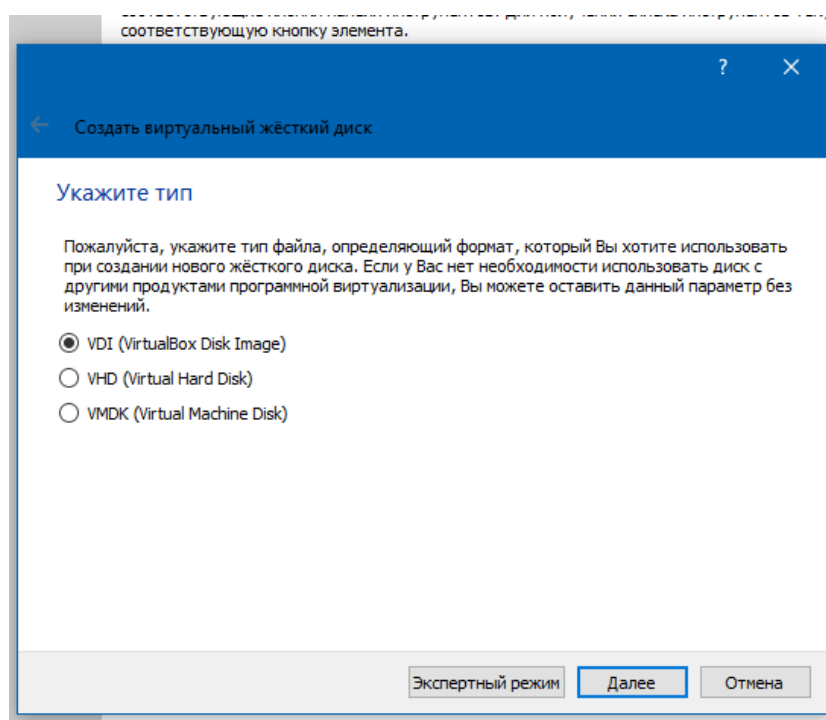 соответствующую кнопку элемента.
?
Создать виртуальный жёсткий диск
Укажите тип
Пожалуйста, укажите тип файла, определяющий формат, который Вы хотите использовать
при создании нового жёсткого диска. Если у Вас нет необходимости использовать диск с
другими продуктами программной виртуализации, Вы можете оставить данный параметр без
изменений.
VDI (VirtualBox Disk Image)
VHD (Virtual Hard Disk)
VMDK (Virtual Machine Disk)
Экспертный режим Далее Отмена